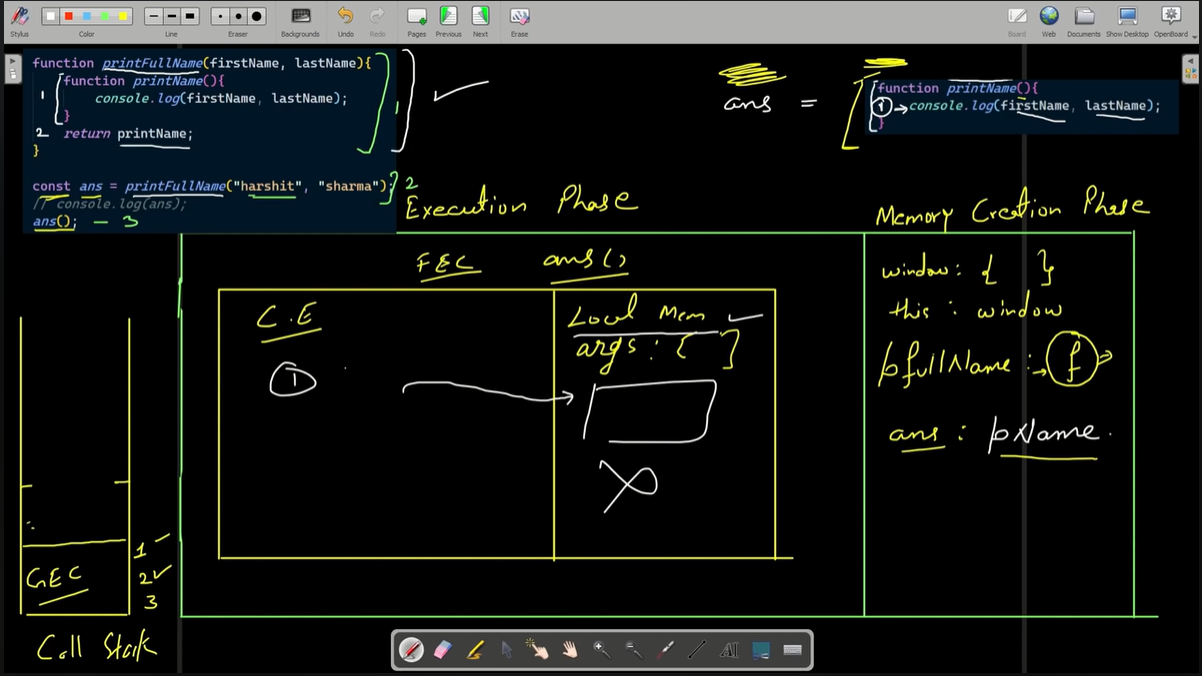 Stylus Color Line Eraser Backgrounds Undo Redo Pages Previous Next Erase Board Web Documents Show Desktop OpenBoard
function printFullName(firstName, lastName){
1 function printName(){
console.log(firstName, lastName);
}
2 return printName;
}
1
const ans = printFullName("harshit", "sharma");
// console.log(ans);
ans(); - 3
2
ans =
function printName(){
1 → console.log(firstName, lastName);
}
Execution Phase
Memory Creation Phase
FEC ans()
C.E
1
Local Mem
args: [ ]
window: { }
this: window
pfullName: → f
ans: pName.
GEC
1
2
3
Call Stack